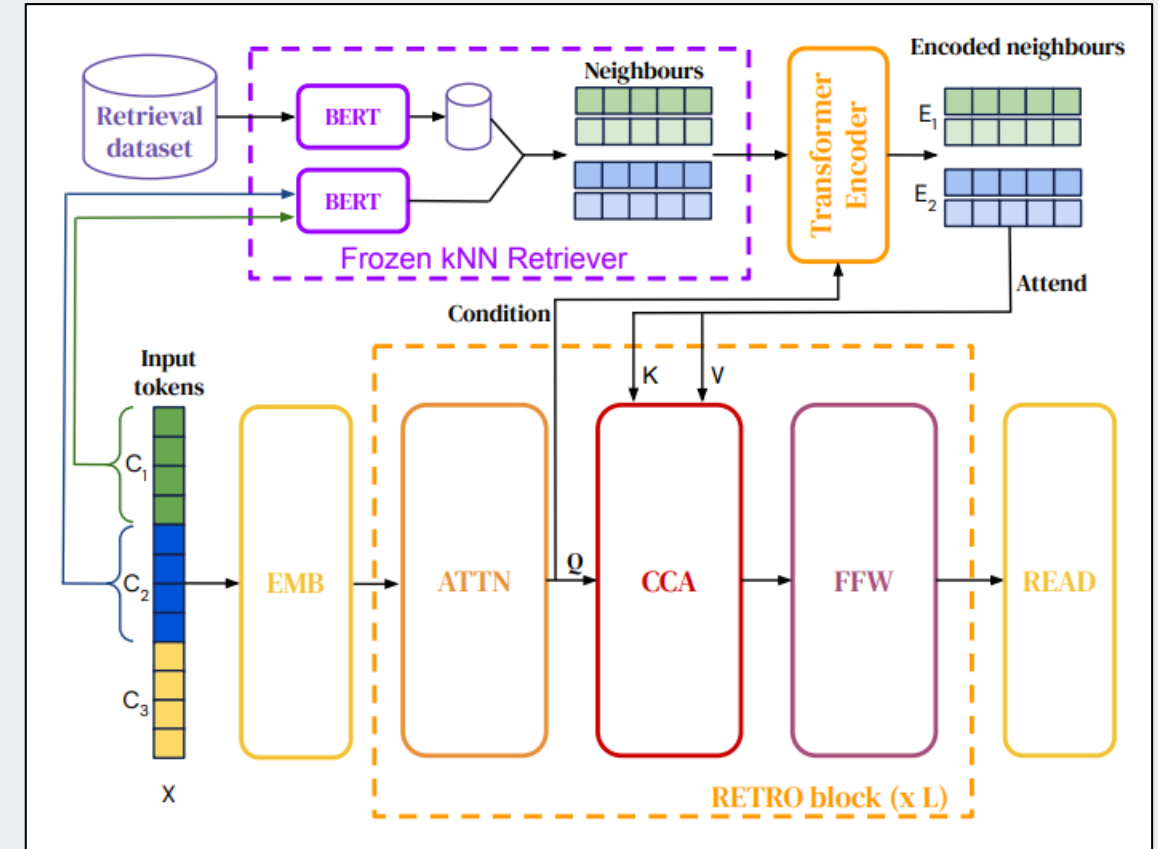 Encoded neighbours
Neighbours
Retrieval
dataset
BERT
BERT
Frozen kNN Retriever
Transformer
Encoder
E1
E2
Condition
Attend
Input
tokens
K
V
C1
C2
C3
X
EMB
ATTN
Q
CCA
FFW
READ
RETRO block (x L)